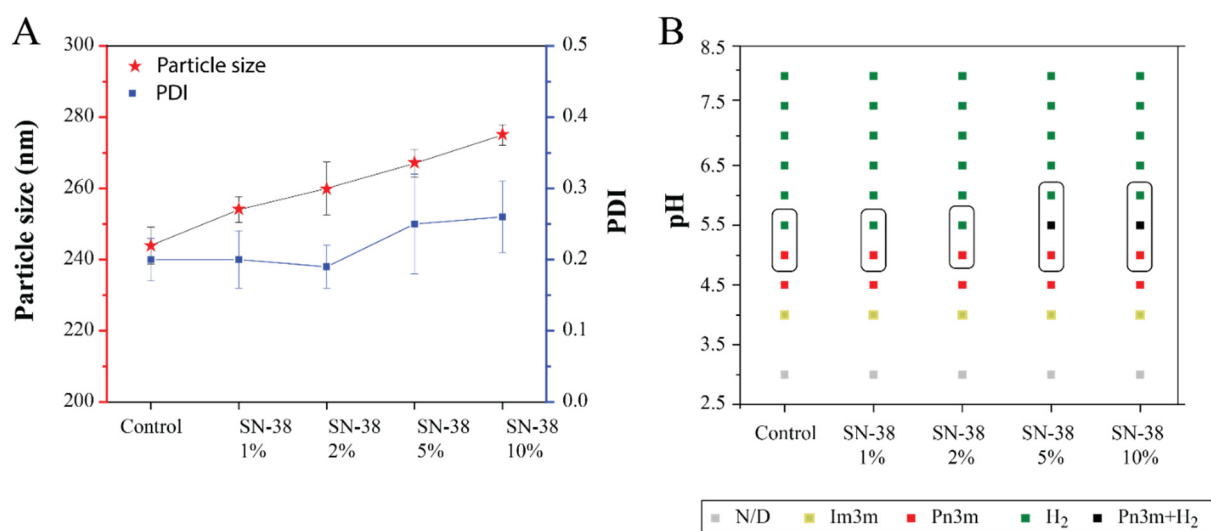 A
Particle size (nm)
300
280
260
240
220
200
Particle size
PDI
0.5
0.4
0.3
0.2
0.1
0.0
PDI
Control
SN-38
1%
SN-38
2%
SN-38
5%
SN-38
10%
B
pH
8.5
7.5
6.5
5.5
4.5
3.5
2.5
Control
SN-38
1%
SN-38
2%
SN-38
5%
SN-38
10%
N/D Im3m Pn3m H₂ Pn3m+H₂